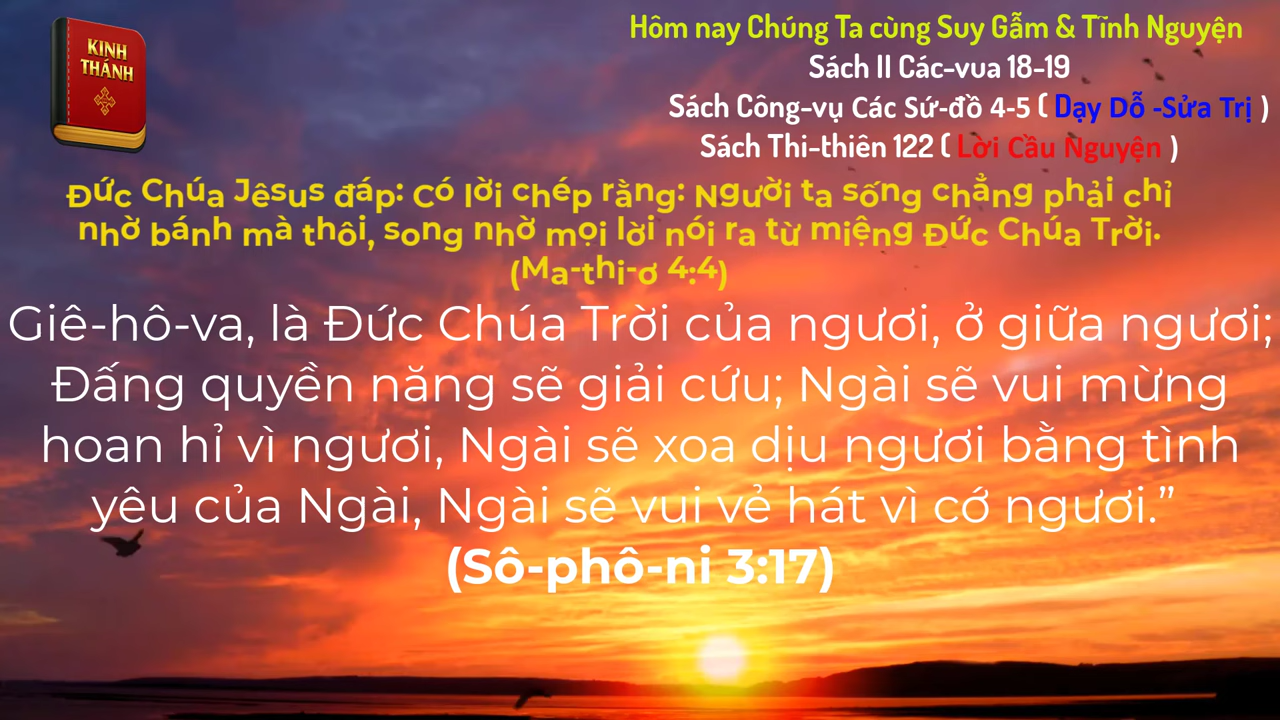 KINH
THÁNH
Hôm nay Chúng Ta cùng Suy Gẫm & Tĩnh Nguyện
Sách II Các-vua 18-19
Sách Công-vụ Các Sứ-đồ 4-5 ( Dạy Dỗ -Sửa Trị )
Sách Thi-thiên 122 ( Lời Cầu Nguyện )
Đức Chúa Jêsus đáp: Có lời chép rằng: Người ta sống chẳng phải chỉ
nhờ bánh mà thôi, song nhờ mọi lời nói ra từ miệng Đức Chúa Trời.
(Ma-thi-ơ 4:4)
Giê-hô-va, là Đức Chúa Trời của ngươi, ở giữa ngươi;
Đấng quyền năng sẽ giải cứu; Ngài sẽ vui mừng
hoan hỉ vì ngươi, Ngài sẽ xoa dịu ngươi bằng tình
yêu của Ngài, Ngài sẽ vui vẻ hát vì cớ ngươi.”
(Sô-phô-ni 3:17)